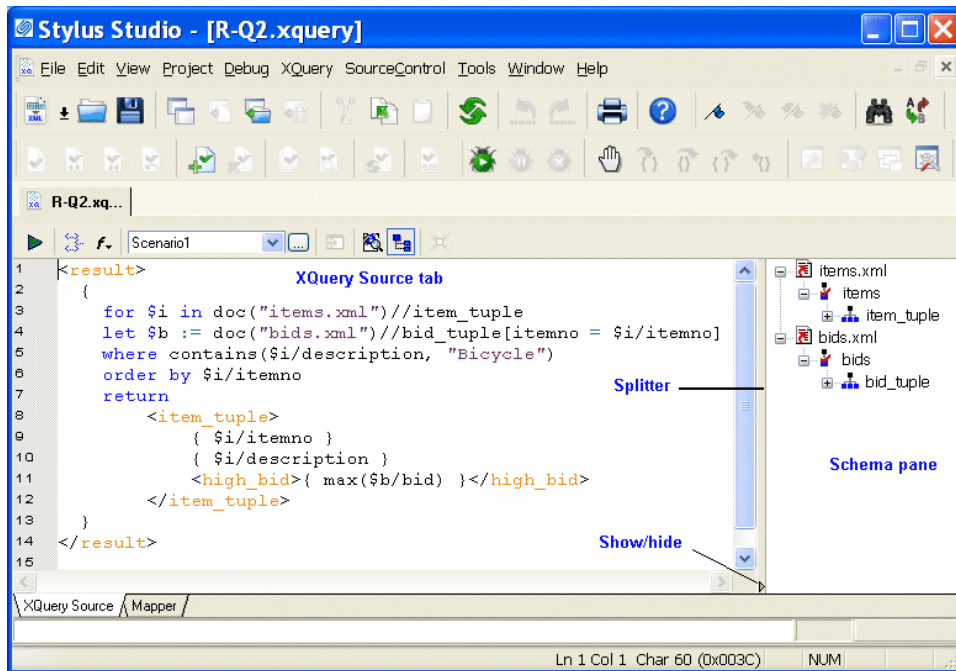 Stylus Studio - [R-Q2.xquery]
File Edit View Project Debug XQuery SourceControl Tools Window Help
R-Q2.xq...
Scenario1
XQuery Source tab
1 <result>
2 {
3 for $i in doc("items.xml")//item_tuple
4 let $b := doc("bids.xml")//bid_tuple[itemno = $i/itemno]
5 where contains($i/description, "Bicycle")
6 order by $i/itemno
7 return
8 <item_tuple>
9 { $i/itemno }
10 { $i/description }
11 <high_bid>{ max($b/bid) }</high_bid>
12 </item_tuple>
13 }
14 </result>
15
items.xml
items
item_tuple
bids.xml
bids
bid_tuple
Splitter
Schema pane
Show/hide
XQuery Source Mapper
Ln 1 Col 1 Char 60 (0x003C) NUM